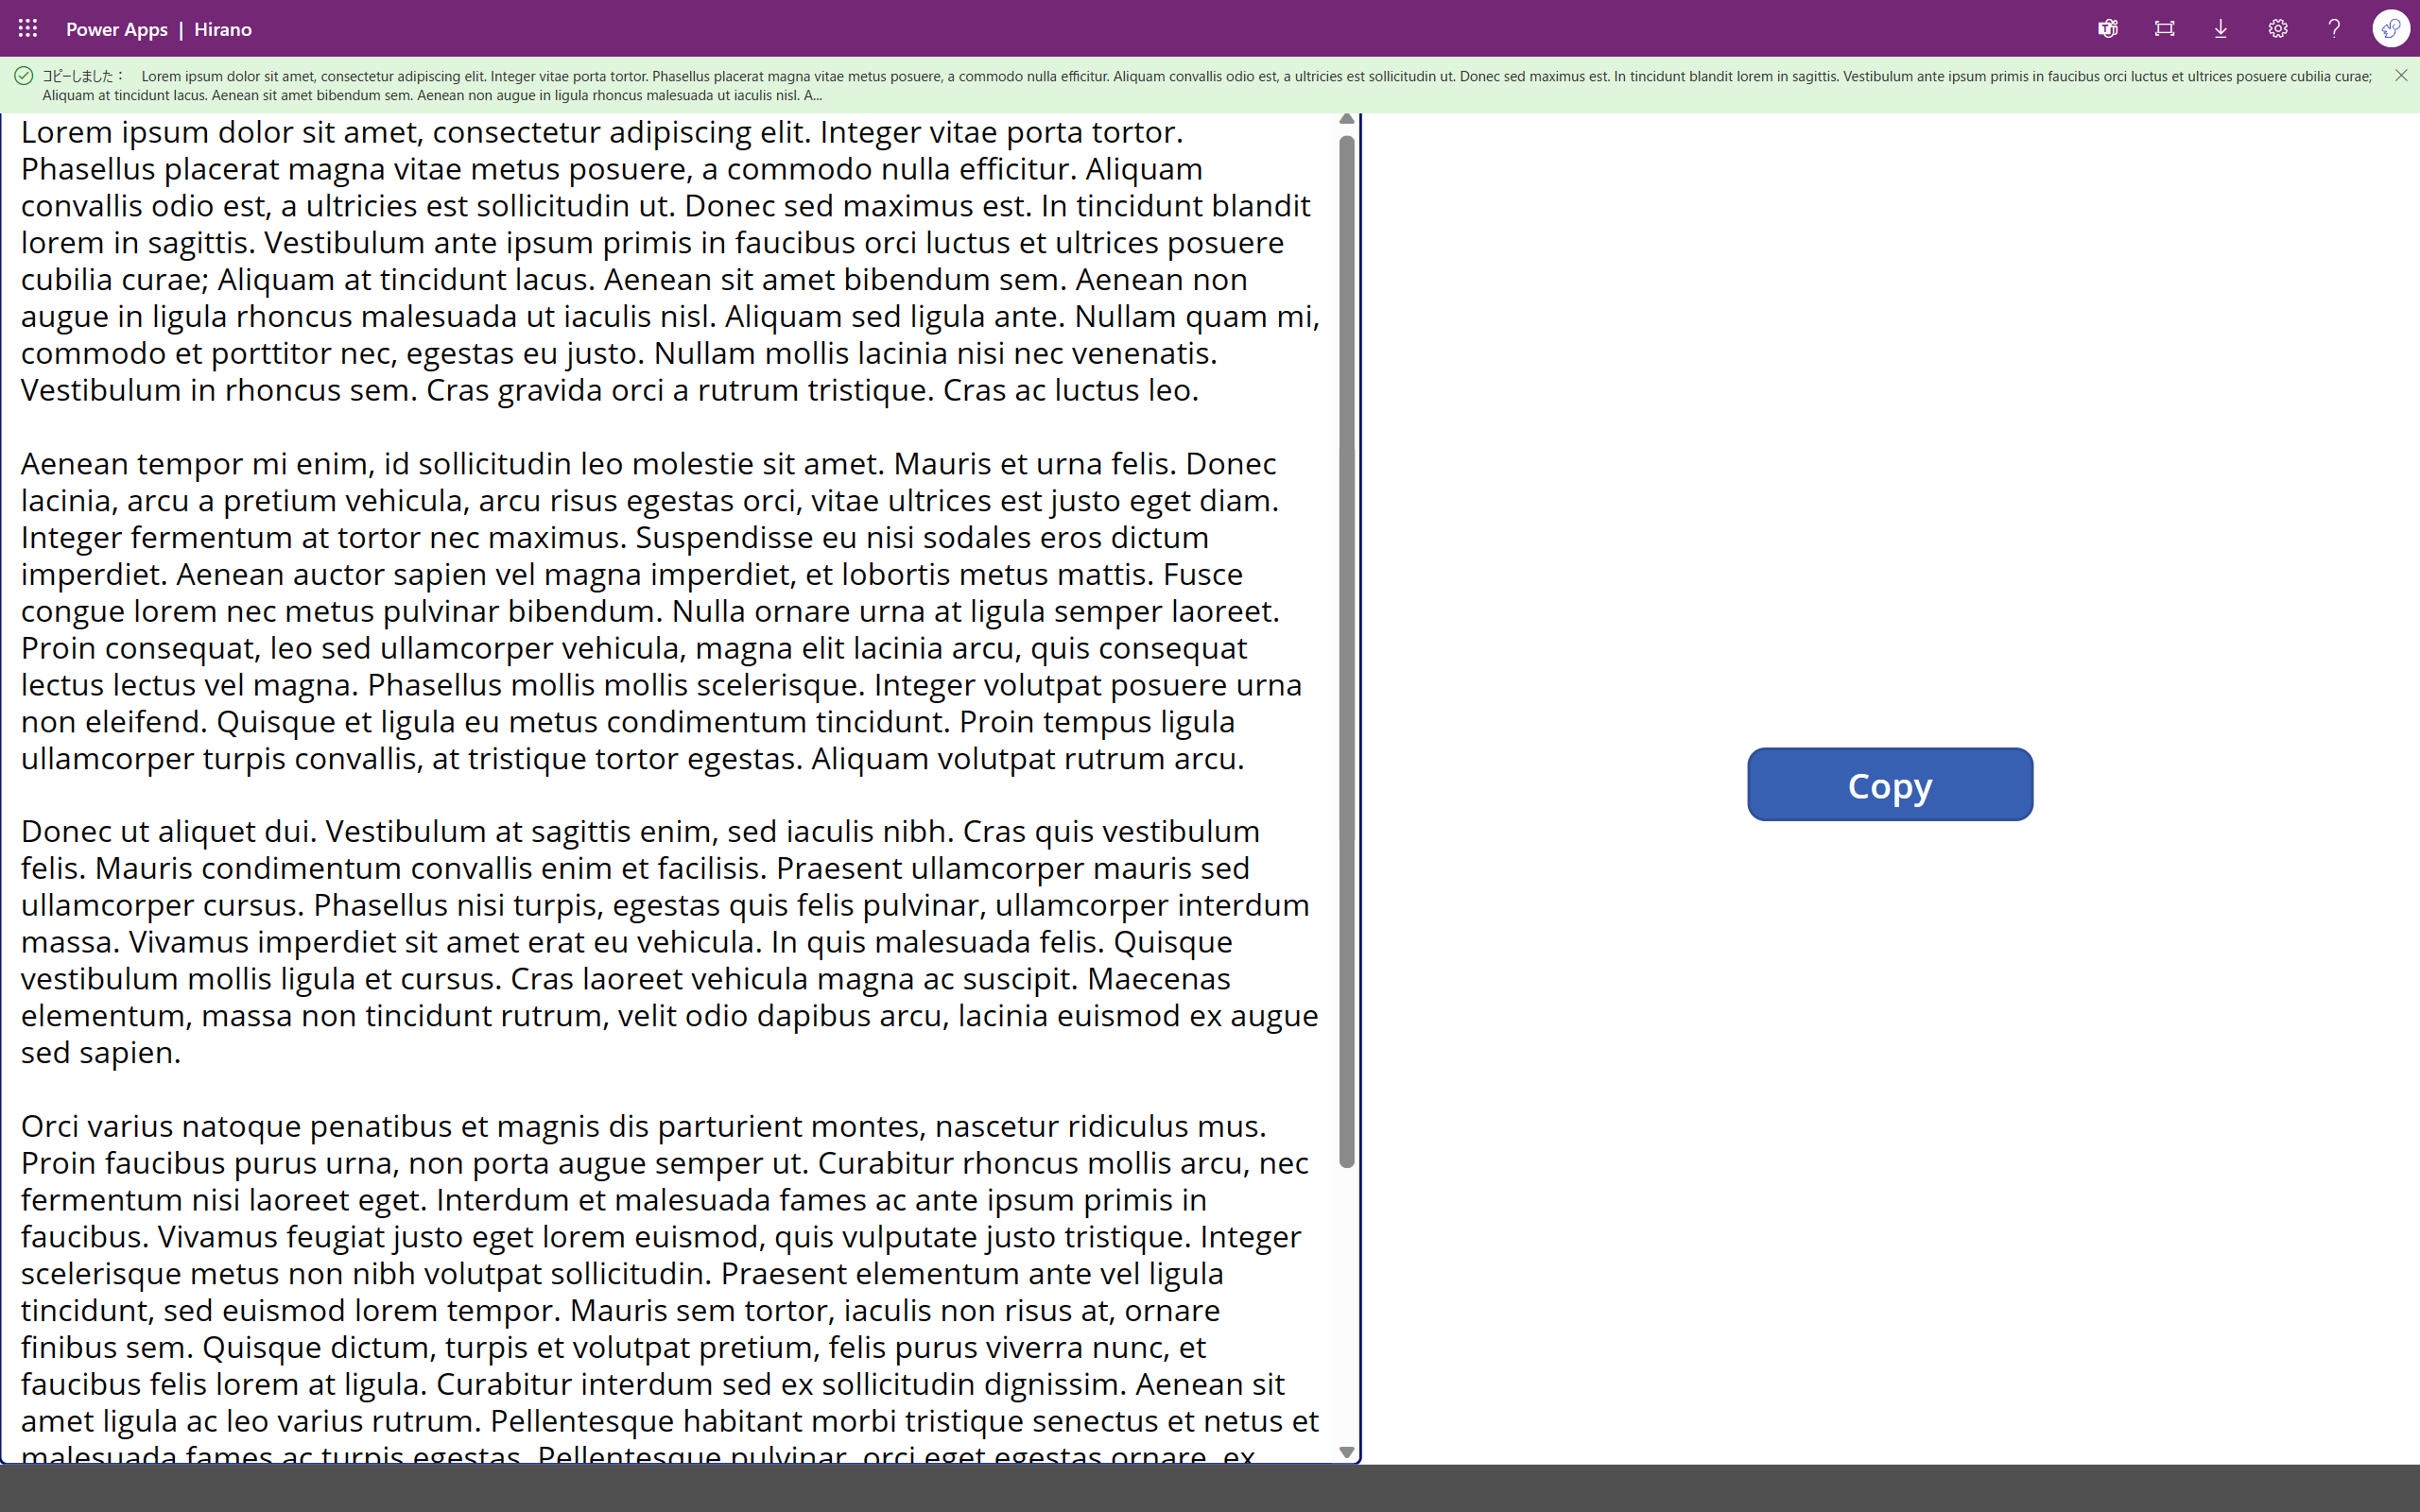 Power Apps | Hirano
コピーしました： Lorem ipsum dolor sit amet, consectetur adipiscing elit. Integer vitae porta tortor. Phasellus placerat magna vitae metus posuere, a commodo nulla efficitur. Aliquam convallis odio est, a ultricies est sollicitudin ut. Donec sed maximus est. In tincidunt blandit lorem in sagittis. Vestibulum ante ipsum primis in faucibus orci luctus et ultrices posuere cubilia curae;
Aliquam at tincidunt lacus. Aenean sit amet bibendum sem. Aenean non augue in ligula rhoncus malesuada ut iaculis nisl. A...
Lorem ipsum dolor sit amet, consectetur adipiscing elit. Integer vitae porta tortor.
Phasellus placerat magna vitae metus posuere, a commodo nulla efficitur. Aliquam
convallis odio est, a ultricies est sollicitudin ut. Donec sed maximus est. In tincidunt blandit
lorem in sagittis. Vestibulum ante ipsum primis in faucibus orci luctus et ultrices posuere
cubilia curae; Aliquam at tincidunt lacus. Aenean sit amet bibendum sem. Aenean non
augue in ligula rhoncus malesuada ut iaculis nisl. Aliquam sed ligula ante. Nullam quam mi,
commodo et porttitor nec, egestas eu justo. Nullam mollis lacinia nisi nec venenatis.
Vestibulum in rhoncus sem. Cras gravida orci a rutrum tristique. Cras ac luctus leo.
Aenean tempor mi enim, id sollicitudin leo molestie sit amet. Mauris et urna felis. Donec
lacinia, arcu a pretium vehicula, arcu risus egestas orci, vitae ultrices est justo eget diam.
Integer fermentum at tortor nec maximus. Suspendisse eu nisi sodales eros dictum
imperdiet. Aenean auctor sapien vel magna imperdiet, et lobortis metus mattis. Fusce
congue lorem nec metus pulvinar bibendum. Nulla ornare urna at ligula semper laoreet.
Proin consequat, leo sed ullamcorper vehicula, magna elit lacinia arcu, quis consequat
lectus lectus vel magna. Phasellus mollis mollis scelerisque. Integer volutpat posuere urna
non eleifend. Quisque et ligula eu metus condimentum tincidunt. Proin tempus ligula
ullamcorper turpis convallis, at tristique tortor egestas. Aliquam volutpat rutrum arcu.
Donec ut aliquet dui. Vestibulum at sagittis enim, sed iaculis nibh. Cras quis vestibulum
felis. Mauris condimentum convallis enim et facilisis. Praesent ullamcorper mauris sed
ullamcorper cursus. Phasellus nisi turpis, egestas quis felis pulvinar, ullamcorper interdum
massa. Vivamus imperdiet sit amet erat eu vehicula. In quis malesuada felis. Quisque
vestibulum mollis ligula et cursus. Cras laoreet vehicula magna ac suscipit. Maecenas
elementum, massa non tincidunt rutrum, velit odio dapibus arcu, lacinia euismod ex augue
sed sapien.
Orci varius natoque penatibus et magnis dis parturient montes, nascetur ridiculus mus.
Proin faucibus purus urna, non porta augue semper ut. Curabitur rhoncus mollis arcu, nec
fermentum nisi laoreet eget. Interdum et malesuada fames ac ante ipsum primis in
faucibus. Vivamus feugiat justo eget lorem euismod, quis vulputate justo tristique. Integer
scelerisque metus non nibh volutpat sollicitudin. Praesent elementum ante vel ligula
tincidunt, sed euismod lorem tempor. Mauris sem tortor, iaculis non risus at, ornare
finibus sem. Quisque dictum, turpis et volutpat pretium, felis purus viverra nunc, et
faucibus felis lorem at ligula. Curabitur interdum sed ex sollicitudin dignissim. Aenean sit
amet ligula ac leo varius rutrum. Pellentesque habitant morbi tristique senectus et netus et
malesuada fames ac turpis egestas. Pellentesque pulvinar, orci eget egestas ornare, ex
Copy